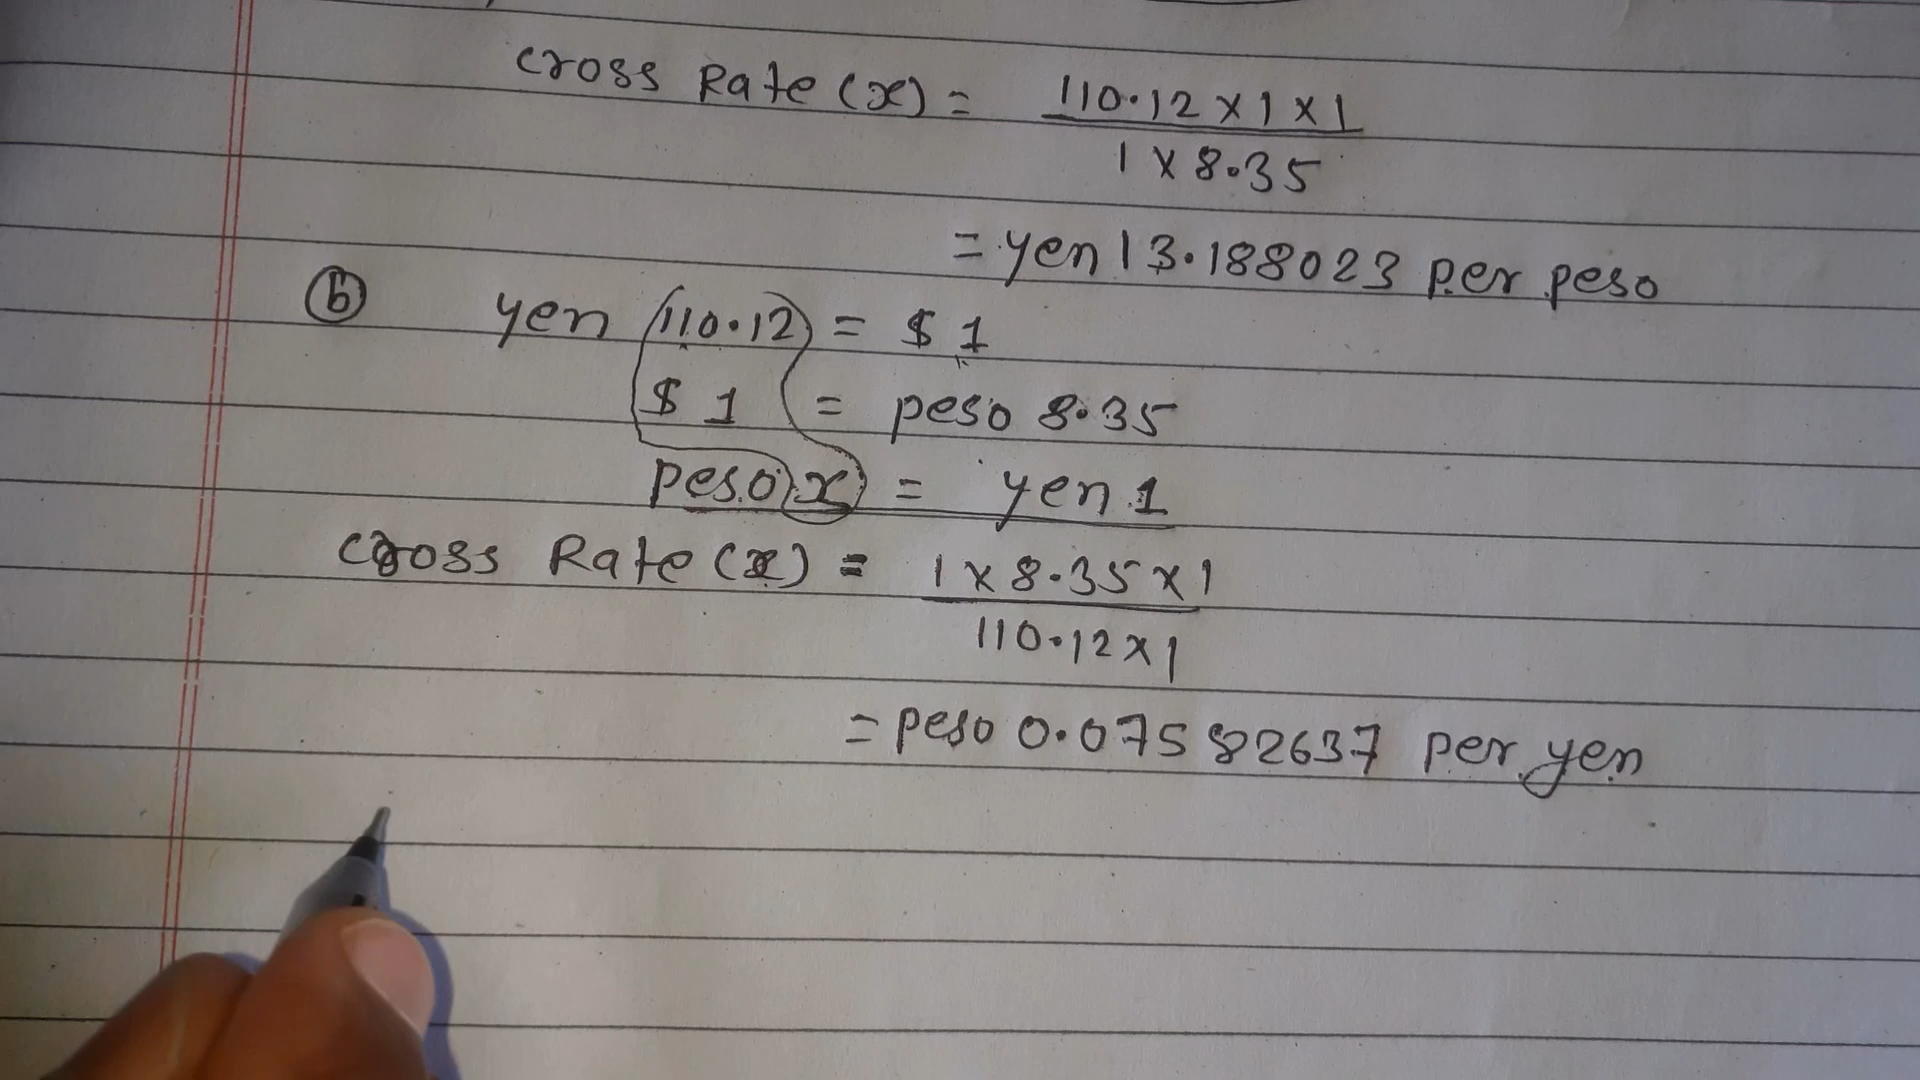 cross Rate (x) = 110.12 x 1 x 1
1 x 8.35
= yen 13.188023 per peso
(b) yen 110.12 = $ 1
$ 1 = peso 8.35
peso x = yen 1
cross Rate (x) = 1 x 8.35 x 1
110.12 x 1
= peso 0.07582637 per yen